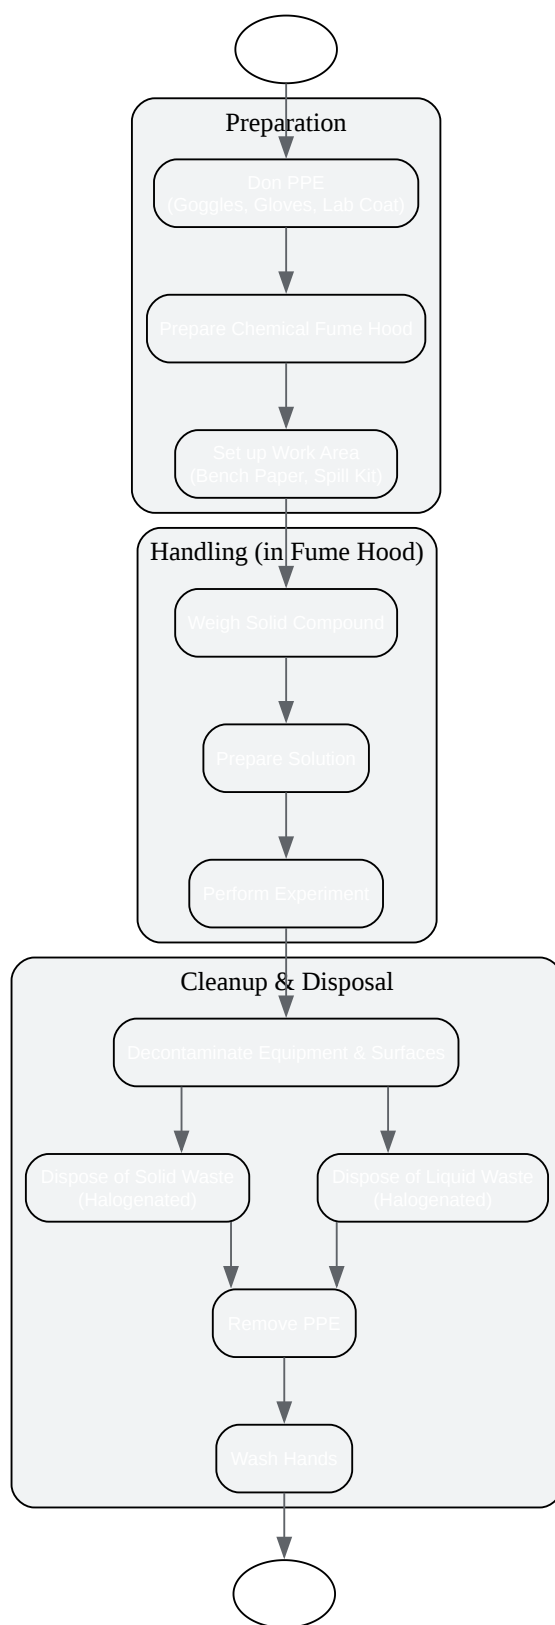 Preparation
Don PPE
(Goggles, Gloves, Lab Coat)
Prepare Chemical Fume Hood
Set up Work Area
(Bench Paper, Spill Kit)
Handling (in Fume Hood)
Weigh Solid Compound
Prepare Solution
Perform Experiment
Cleanup & Disposal
Decontaminate Equipment & Surfaces
Dispose of Solid Waste
(Halogenated)
Dispose of Liquid Waste
(Halogenated)
Remove PPE
Wash Hands